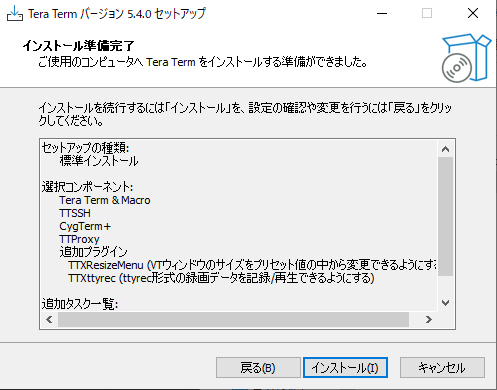 Tera Term バージョン 5.4.0 セットアップ
インストール準備完了
ご使用のコンピュータへ Tera Term をインストールする準備ができました。
インストールを続行するには「インストール」を、設定の確認や変更を行うには「戻る」をクリッ
クしてください。
セットアップの種類:
標準インストール
選択コンポーネント:
Tera Term & Macro
TTSSH
CygTerm+
TTProxy
追加プラグイン
TTXResizeMenu (VTウィンドウのサイズをプリセット値の中から変更できるようにす
TTXttyrec (ttyrec形式の録画データを記録/再生できるようにする)
追加タスク一覧:
戻る(B)
インストール(I)
キャンセル